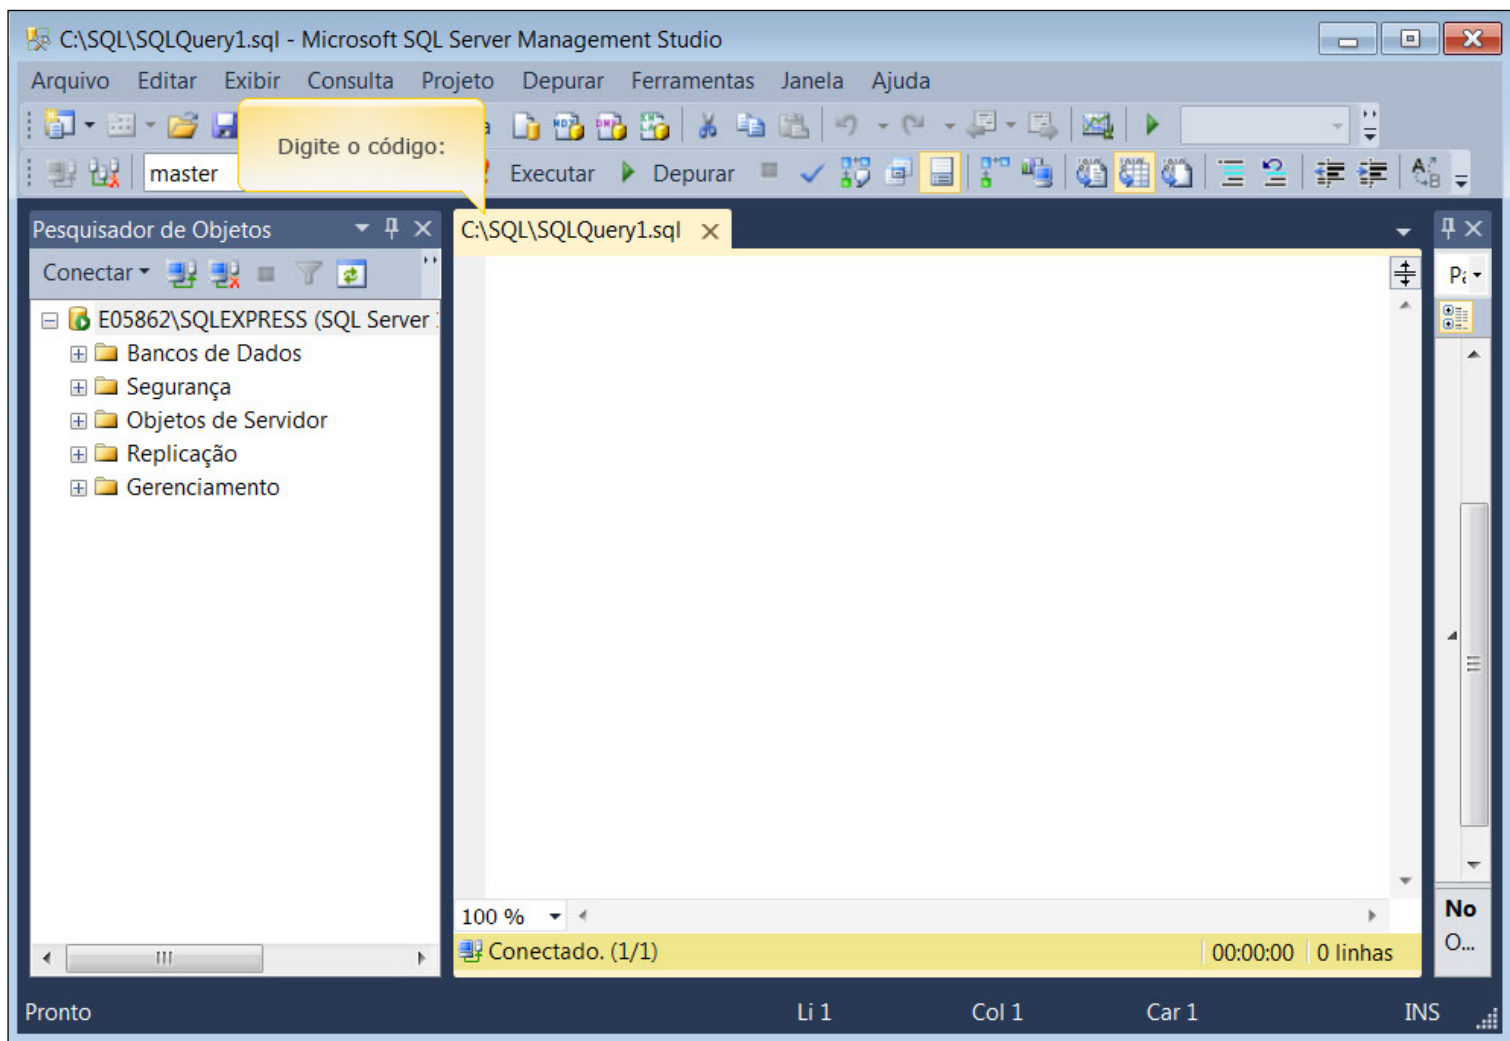 C:\SQL\SQLQuery1.sql - Microsoft SQL Server Management Studio
Arquivo Editar Exibir Consulta Projeto Depurar Ferramentas Janela Ajuda
Digite o código:
master Executar Depurar
Pesquisador de Objetos
C:\SQL\SQLQuery1.sql
Conectar
E05862\SQLEXPRESS (SQL Server
Bancos de Dados
Segurança
Objetos de Servidor
Replicação
Gerenciamento
100 %
No
O...
Conectado. (1/1) 00:00:00 0 linhas
Pronto Li 1 Col 1 Car 1 INS